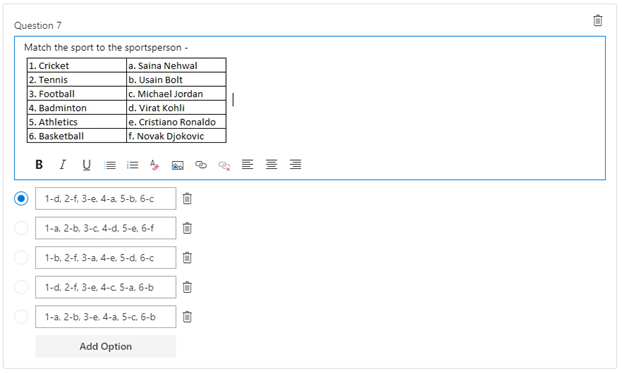 Question 7
Match the sport to the sportsperson -
1. Cricket a. Saina Nehwal
2. Tennis b. Usain Bolt
3. Football c. Michael Jordan
4. Badminton d. Virat Kohli
5. Athletics e. Cristiano Ronaldo
6. Basketball f. Novak Djokovic
B I U A
1-d, 2-f, 3-e, 4-a, 5-b, 6-c
1-a, 2-b, 3-c, 4-d, 5-e, 6-f
1-b, 2-f, 3-a, 4-e, 5-d, 6-c
1-d, 2-f, 3-e, 4-c, 5-a, 6-b
1-a, 2-b, 3-e, 4-a, 5-c, 6-b
Add Option